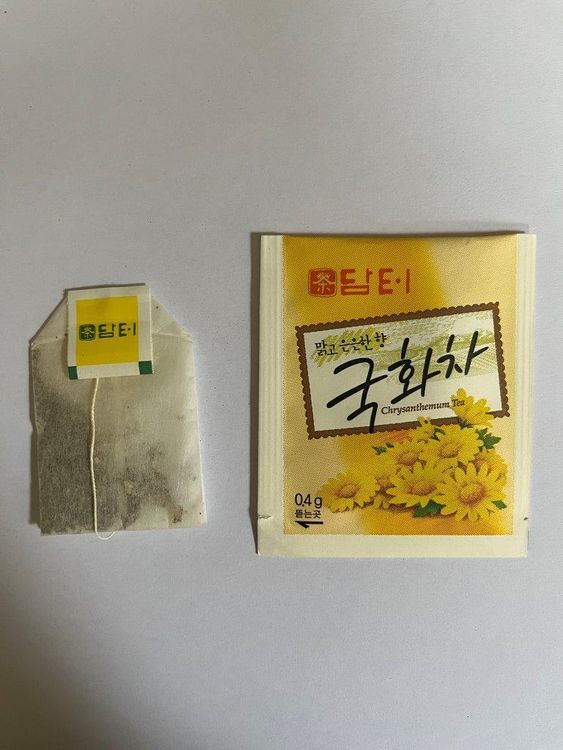 茶 담터
茶 담터
맑고 은은한 향
국화차
Chrysanthemum Tea
0.4 g
뜯는곳